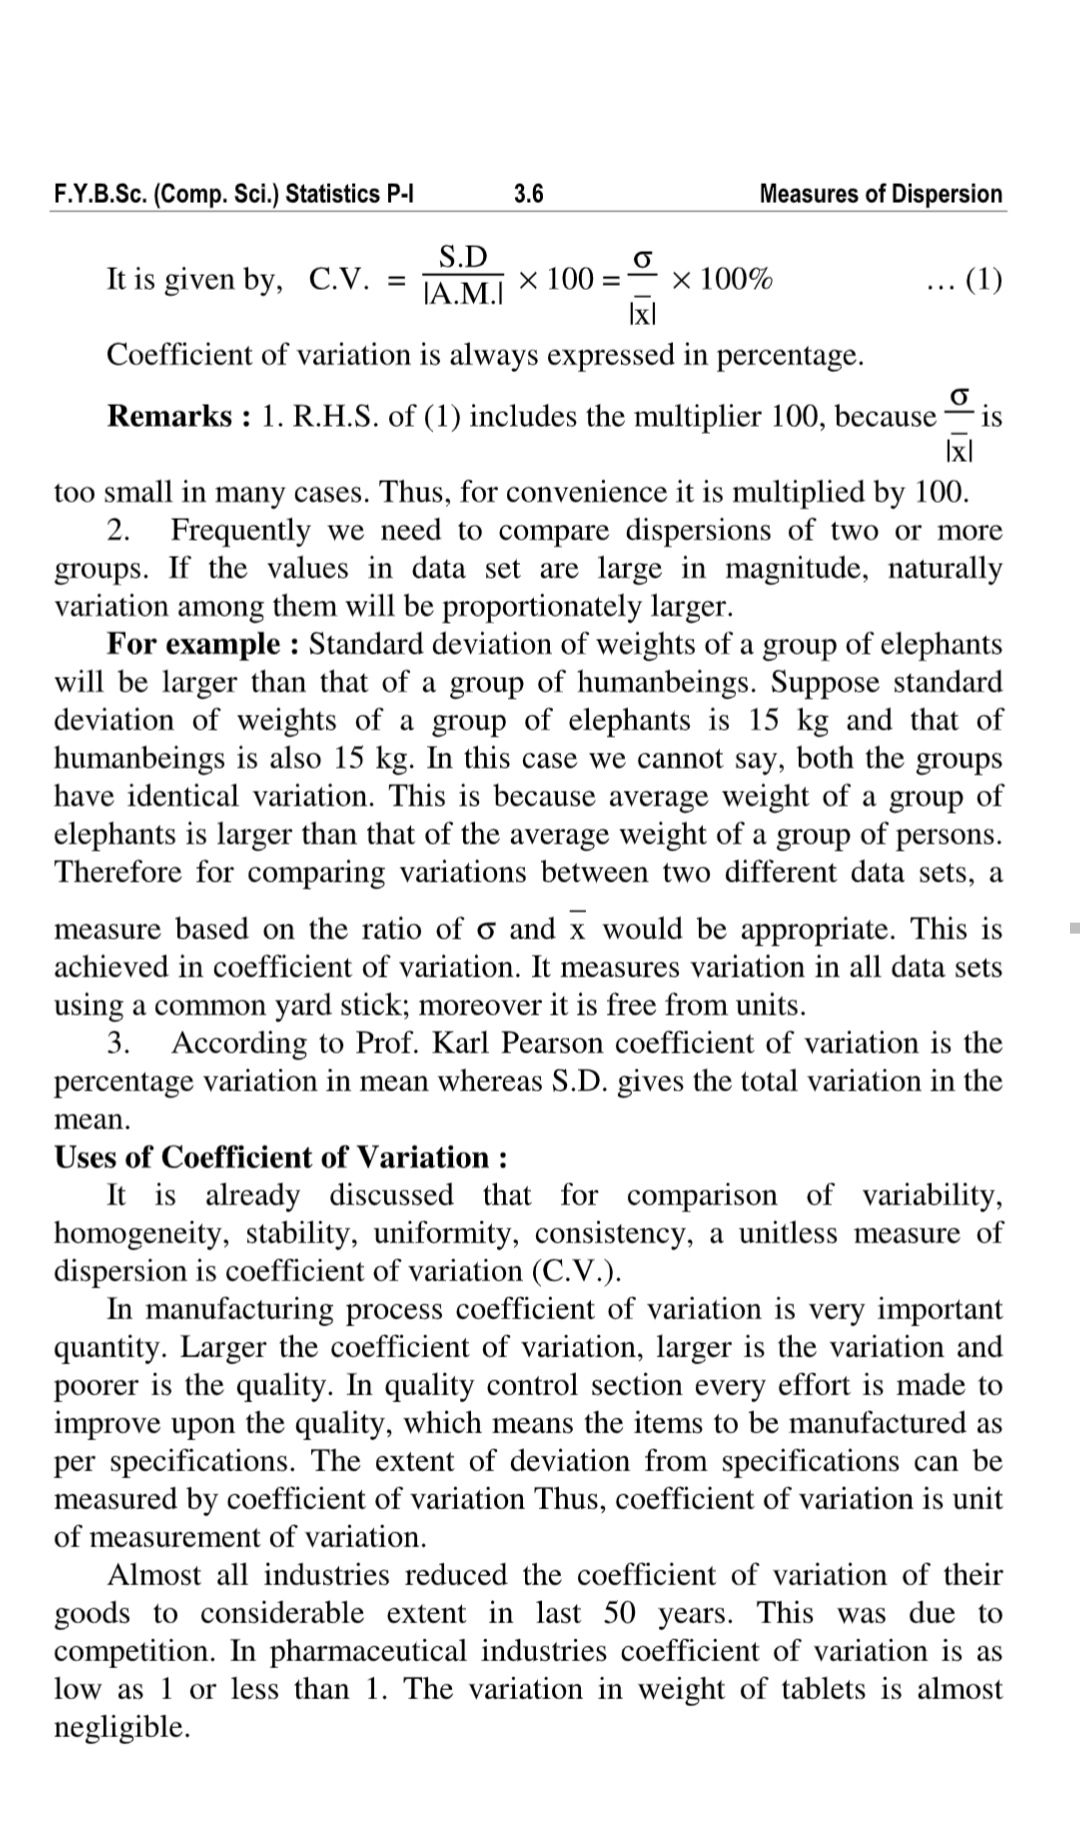 F.Y.B.Sc. (Comp. Sci.) Statistics P-I 3.6 Measures of Dispersion
It is given by, C.V. = S.D/|A.M.| × 100 = σ/|x̄| × 100% ... (1)
Coefficient of variation is always expressed in percentage.
Remarks : 1. R.H.S. of (1) includes the multiplier 100, because σ/|x̄| is
too small in many cases. Thus, for convenience it is multiplied by 100.
2. Frequently we need to compare dispersions of two or more
groups. If the values in data set are large in magnitude, naturally
variation among them will be proportionately larger.
For example : Standard deviation of weights of a group of elephants
will be larger than that of a group of humanbeings. Suppose standard
deviation of weights of a group of elephants is 15 kg and that of
humanbeings is also 15 kg. In this case we cannot say, both the groups
have identical variation. This is because average weight of a group of
elephants is larger than that of the average weight of a group of persons.
Therefore for comparing variations between two different data sets, a
measure based on the ratio of σ and x̄ would be appropriate. This is
achieved in coefficient of variation. It measures variation in all data sets
using a common yard stick; moreover it is free from units.
3. According to Prof. Karl Pearson coefficient of variation is the
percentage variation in mean whereas S.D. gives the total variation in the
mean.
Uses of Coefficient of Variation :
It is already discussed that for comparison of variability,
homogeneity, stability, uniformity, consistency, a unitless measure of
dispersion is coefficient of variation (C.V.).
In manufacturing process coefficient of variation is very important
quantity. Larger the coefficient of variation, larger is the variation and
poorer is the quality. In quality control section every effort is made to
improve upon the quality, which means the items to be manufactured as
per specifications. The extent of deviation from specifications can be
measured by coefficient of variation Thus, coefficient of variation is unit
of measurement of variation.
Almost all industries reduced the coefficient of variation of their
goods to considerable extent in last 50 years. This was due to
competition. In pharmaceutical industries coefficient of variation is as
low as 1 or less than 1. The variation in weight of tablets is almost
negligible.